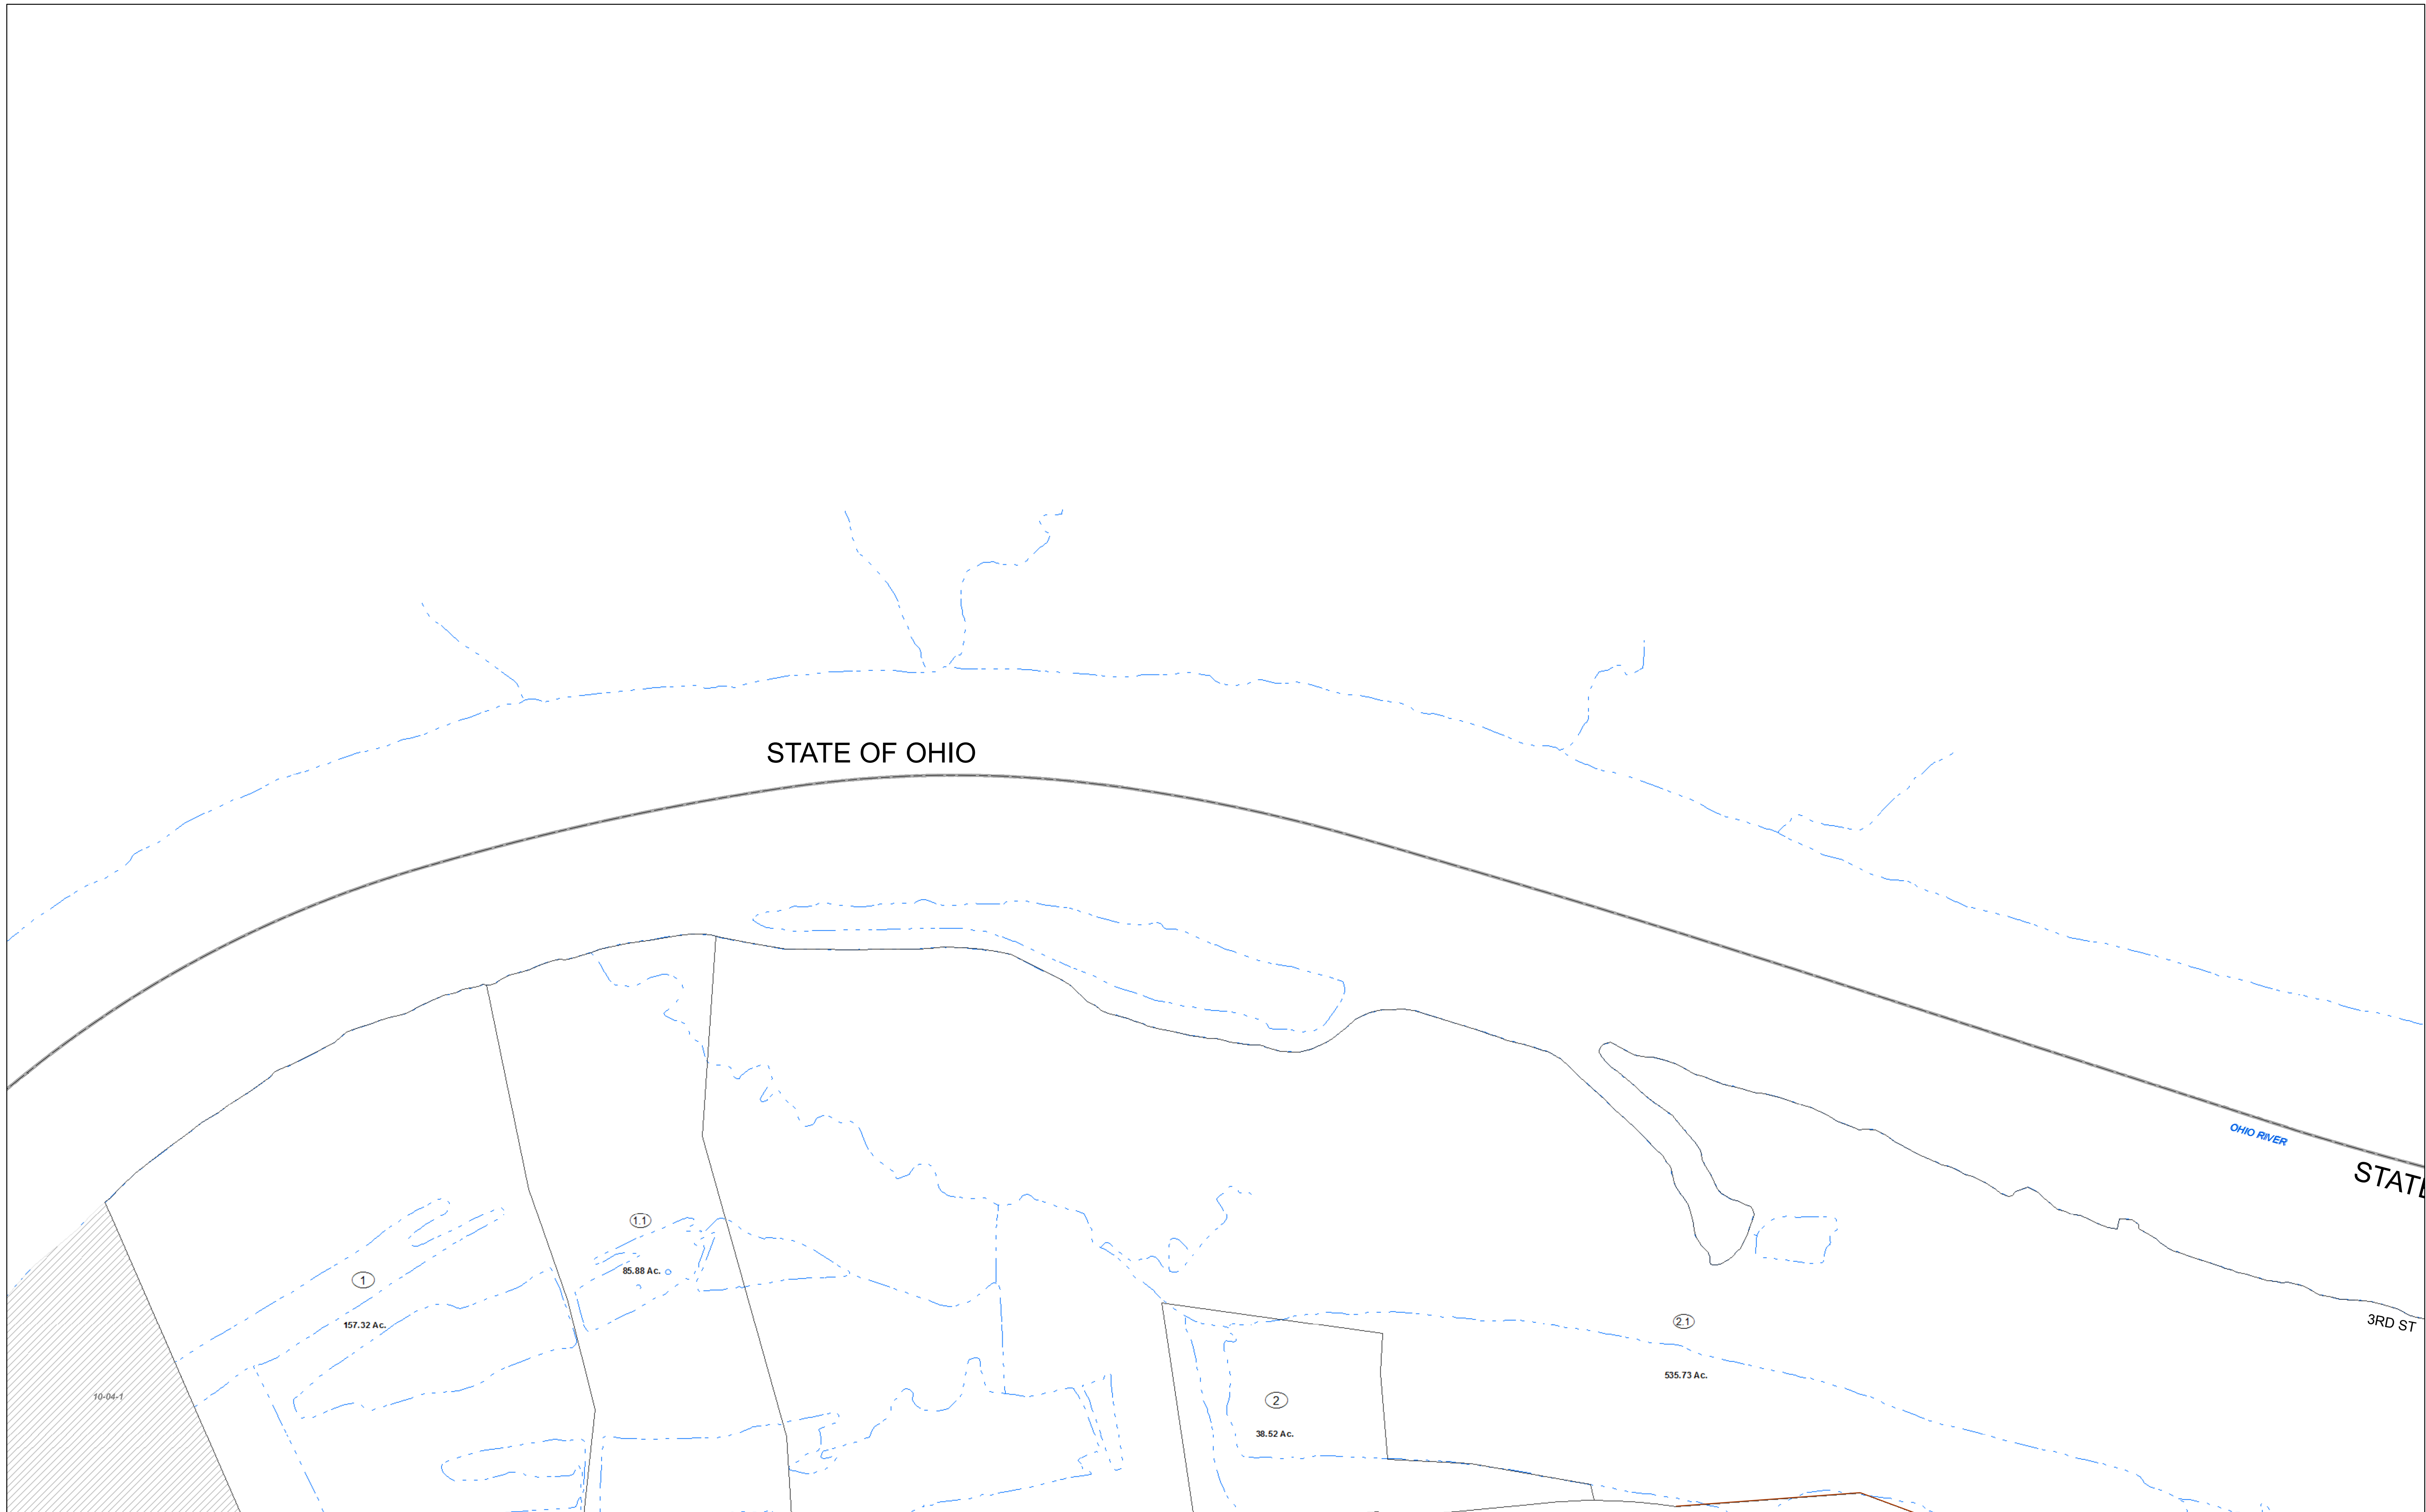 STATE OF OHIO
OHIO RIVER
STATE
1.1
85.88 Ac.
1
157.32 Ac.
2.1
3RD ST
535.73 Ac.
10-04-1
2
38.52 Ac.